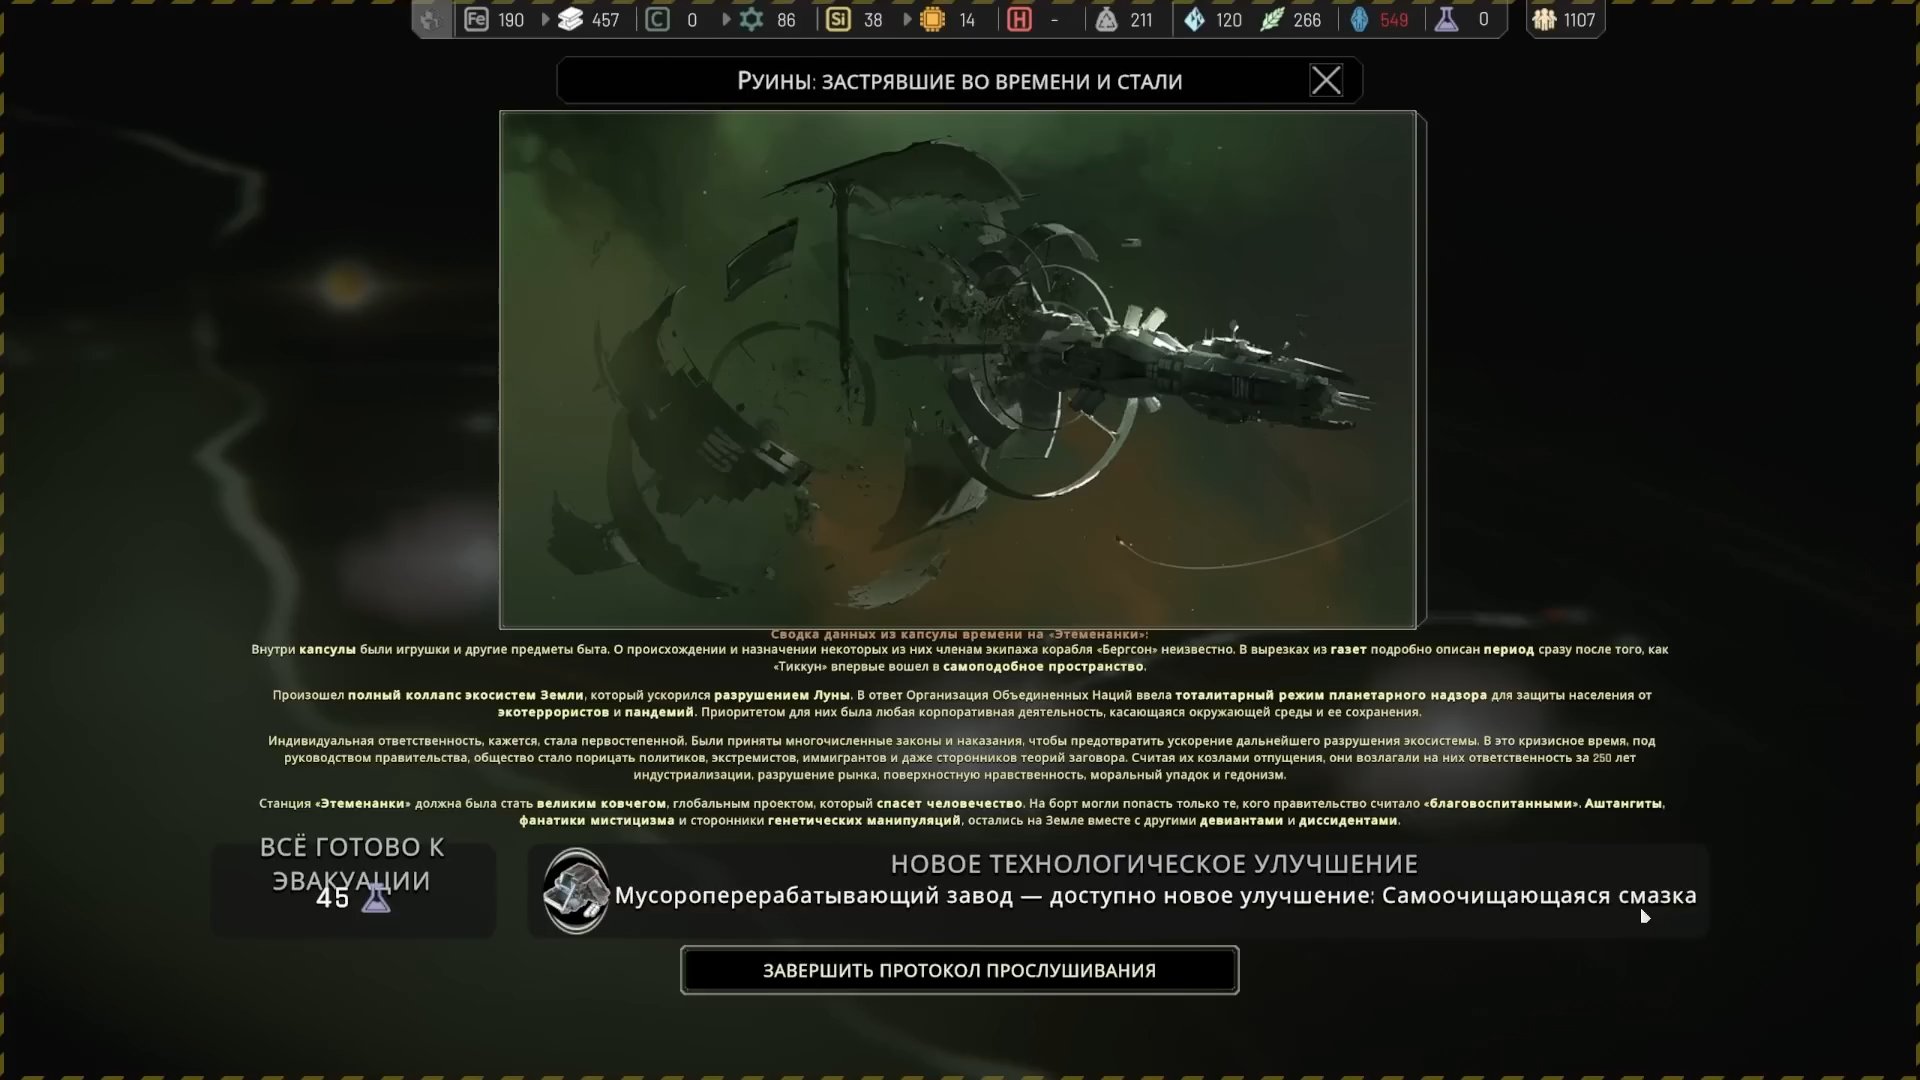 Fe 190 457 C 0 86 Si 38 14 H - 211 120 266 549 0 1107
РУИНЫ: ЗАСТРЯВШИЕ ВО ВРЕМЕНИ И СТАЛИ
UN
Сводка данных из капсулы времени на «Этеменанки»:
Внутри капсулы были игрушки и другие предметы быта. О происхождении и назначении некоторых из них членам экипажа корабля «Бергсон» неизвестно. В вырезках из газет подробно описан период сразу после того, как
«Тиккун» впервые вошел в самоподобное пространство.
Произошел полный коллапс экосистем Земли, который ускорился разрушением Луны. В ответ Организация Объединенных Наций ввела тоталитарный режим планетарного надзора для защиты населения от
экотеррористов и пандемий. Приоритетом для них была любая корпоративная деятельность, касающаяся окружающей среды и ее сохранения.
Индивидуальная ответственность, кажется, стала первостепенной. Были приняты многочисленные законы и наказания, чтобы предотвратить ускорение дальнейшего разрушения экосистемы. В это кризисное время, под
руководством правительства, общество стало порицать политиков, экстремистов, иммигрантов и даже сторонников теорий заговора. Считая их козлами отпущения, они возлагали на них ответственность за 250 лет
индустриализации, разрушение рынка, поверхностную нравственность, моральный упадок и гедонизм.
Станция «Этеменанки» должна была стать великим ковчегом, глобальным проектом, который спасет человечество. На борт могли попасть только те, кого правительство считало «благовоспитанными». Аштангиты,
фанатики мистицизма и сторонники генетических манипуляций, остались на Земле вместе с другими девиантами и диссидентами.
ВСЁ ГОТОВО К
ЭВАКУАЦИИ
45
НОВОЕ ТЕХНОЛОГИЧЕСКОЕ УЛУЧШЕНИЕ
Мусороперерабатывающий завод — доступно новое улучшение: Самоочищающаяся смазка
ЗАВЕРШИТЬ ПРОТОКОЛ ПРОСЛУШИВАНИЯ